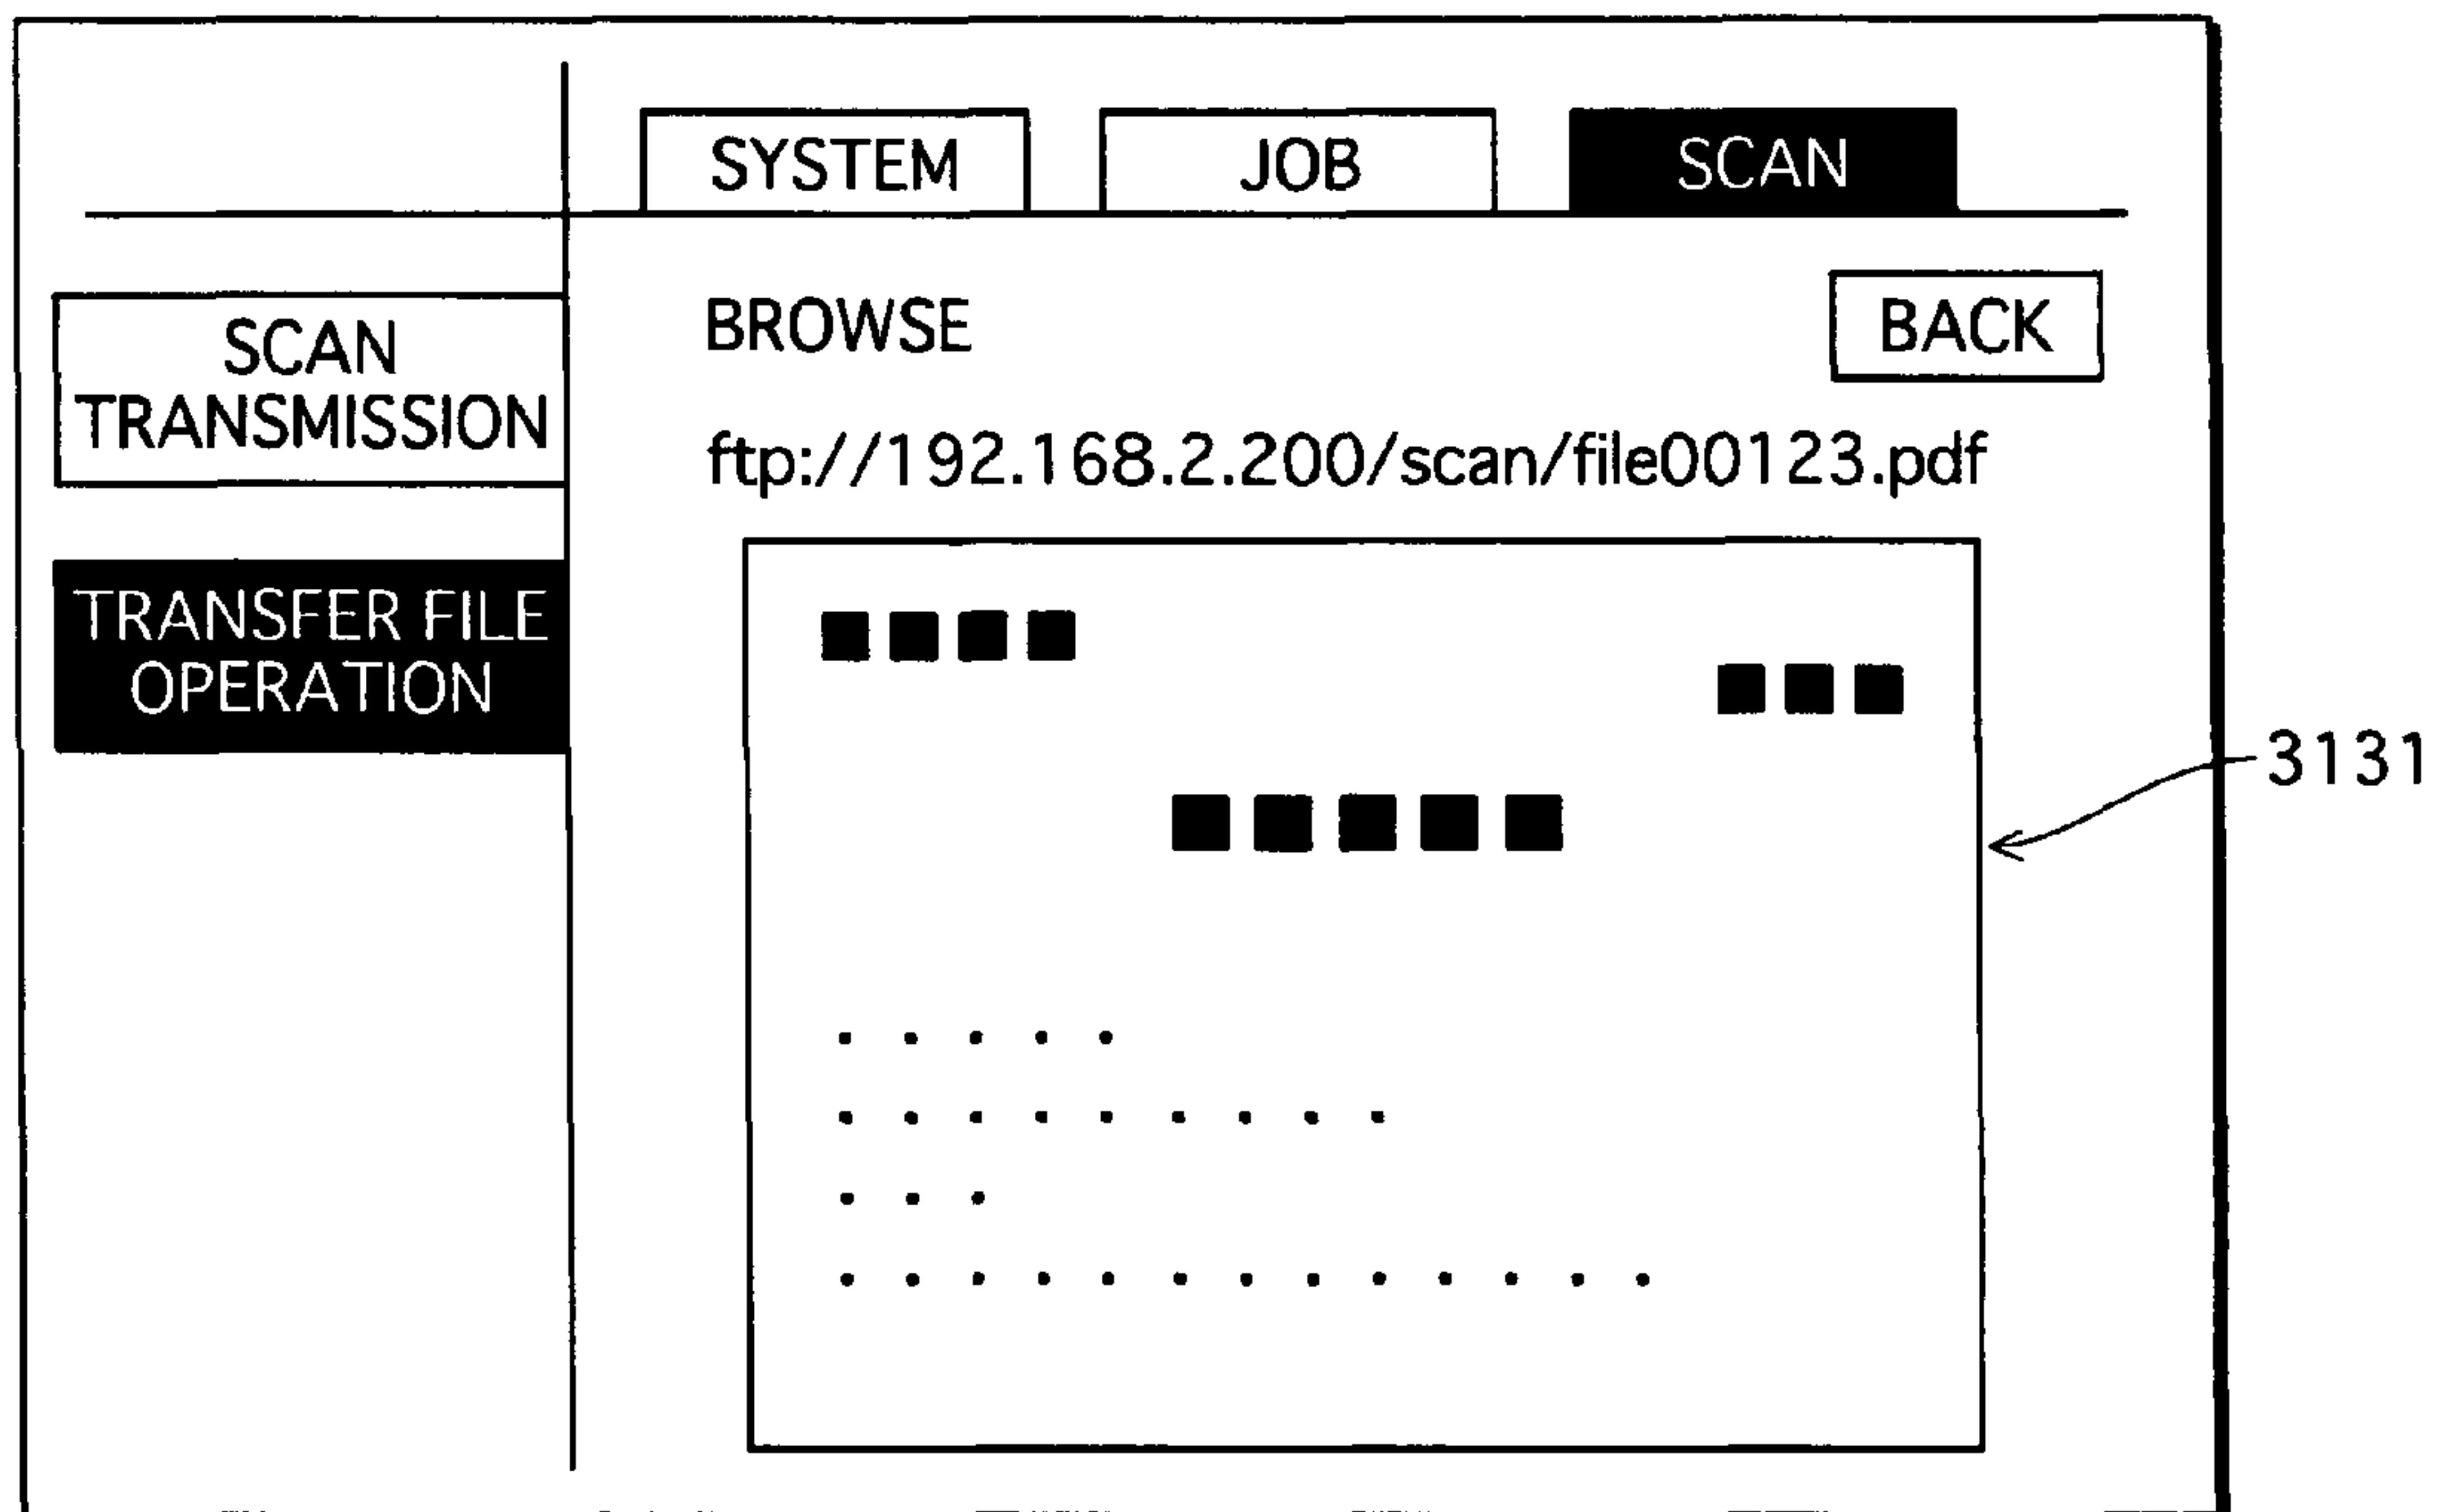 SYSTEM JOB SCAN
SCAN
TRANSMISSION
TRANSFER FILE
OPERATION
BROWSE BACK
ftp://192.168.2.200/scan/file00123.pdf
3131